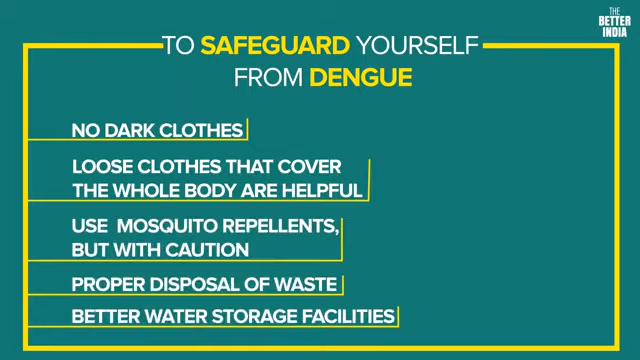 THE
BETTER
INDIA
TO SAFEGUARD YOURSELF
FROM DENGUE
NO DARK CLOTHES
LOOSE CLOTHES THAT COVER
THE WHOLE BODY ARE HELPFUL
USE MOSQUITO REPELLENTS,
BUT WITH CAUTION
PROPER DISPOSAL OF WASTE
BETTER WATER STORAGE FACILITIES